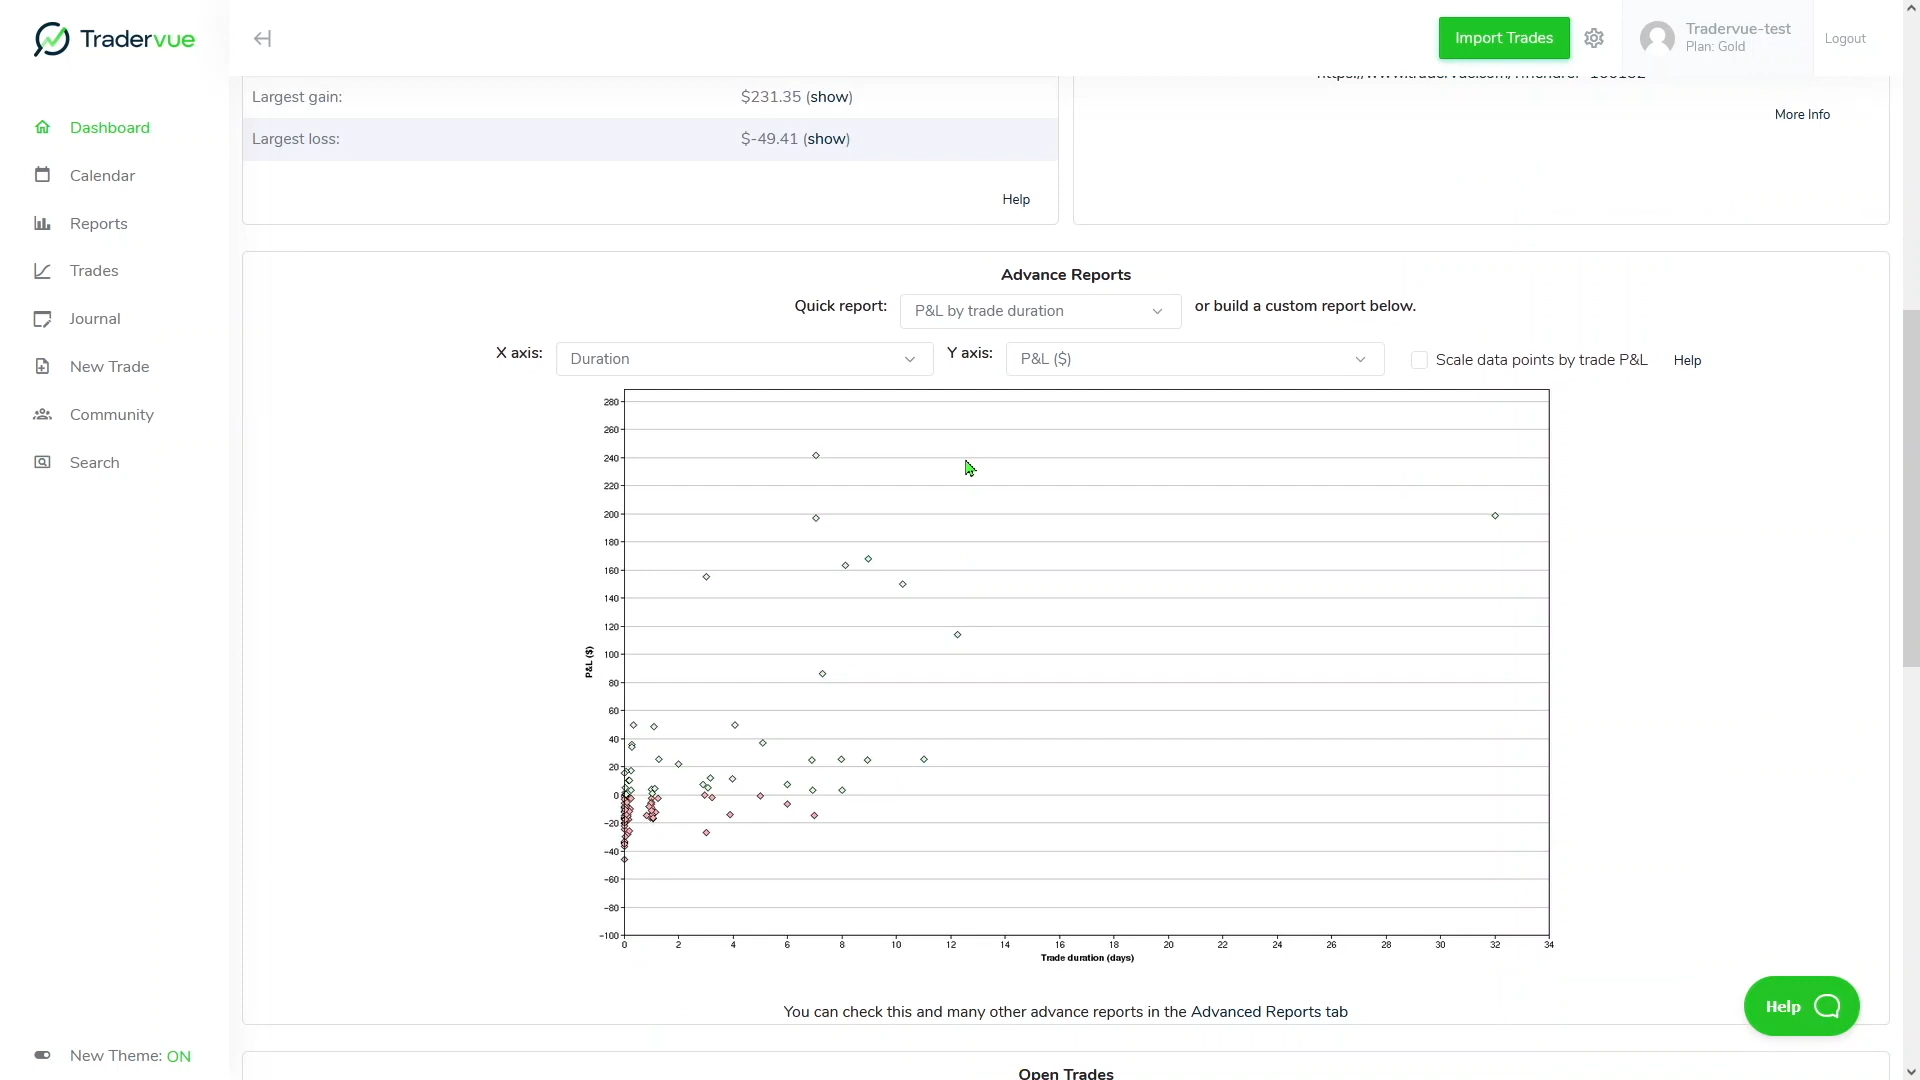 Tradervue
Import Trades
Tradervue-test
Plan: Gold
Logout
Dashboard
Calendar
Reports
Trades
Journal
New Trade
Community
Search
New Theme: ON
Largest gain: $231.35 (show)
Largest loss: $-49.41 (show)
Help
More Info
Advance Reports
Quick report: P&L by trade duration or build a custom report below.
X axis: Duration Y axis: P&L ($) Scale data points by trade P&L Help
280
260
240
220
200
180
160
140
120
100
80
60
40
20
0
-20
-40
-60
-80
-100
P&L ($)
0 2 4 6 8 10 12 14 16 18 20 22 24 26 28 30 32 34
Trade duration (days)
You can check this and many other advance reports in the Advanced Reports tab
Help
Open Trades